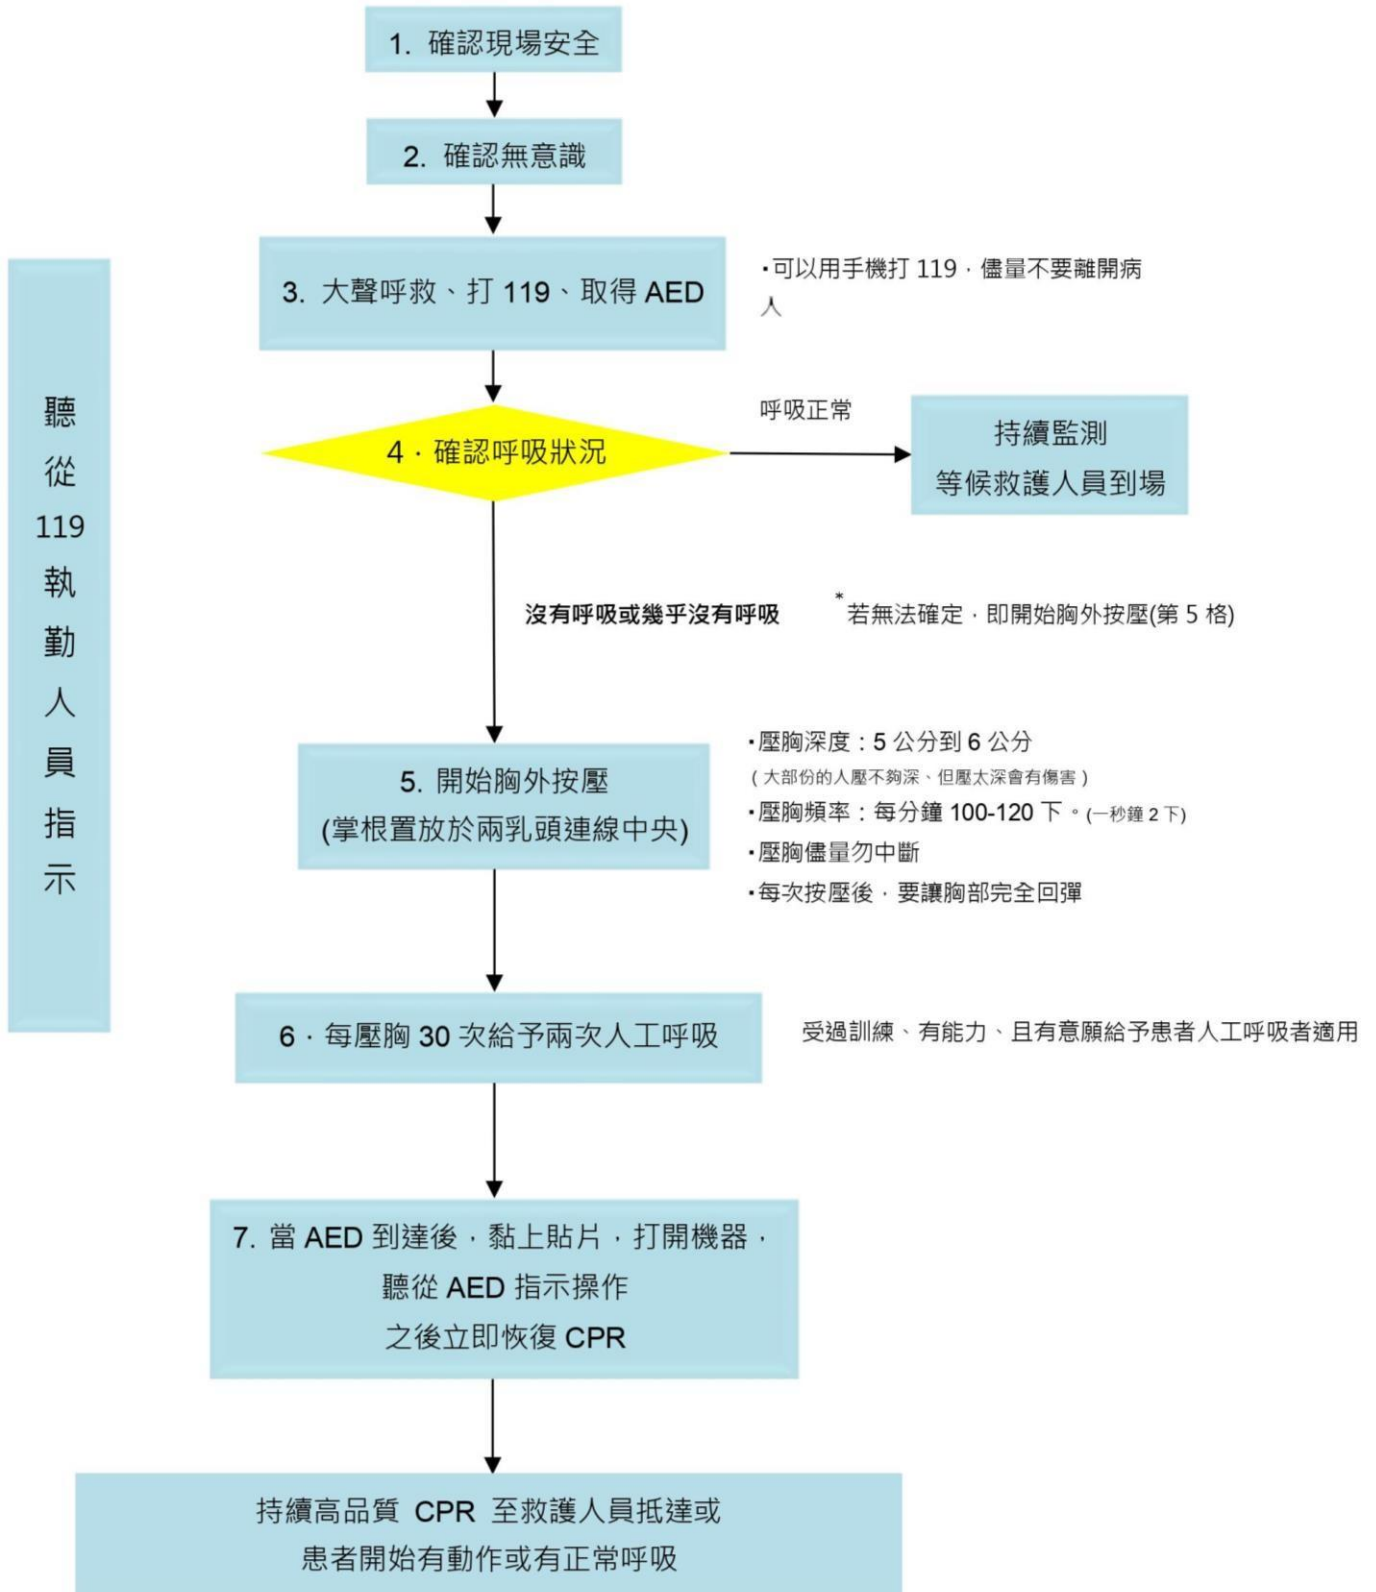 1. 確認現場安全
2. 確認無意識
3. 大聲呼救、打 119、取得 AED
•可以用手機打 119，儘量不要離開病
人
聽
從
119
執
勤
人
員
指
示
4．確認呼吸狀況
呼吸正常
持續監測
等候救護人員到場
沒有呼吸或幾乎沒有呼吸
*若無法確定，即開始胸外按壓(第 5 格)
5. 開始胸外按壓
(掌根置放於兩乳頭連線中央)
•壓胸深度：5 公分到 6 公分
（大部份的人壓不夠深、但壓太深會有傷害）
•壓胸頻率：每分鐘 100-120 下。(一秒鐘 2 下)
•壓胸儘量勿中斷
•每次按壓後，要讓胸部完全回彈
6．每壓胸 30 次給予兩次人工呼吸
受過訓練、有能力、且有意願給予患者人工呼吸者適用
7. 當 AED 到達後，黏上貼片，打開機器，
聽從 AED 指示操作
之後立即恢復 CPR
持續高品質 CPR 至救護人員抵達或
患者開始有動作或有正常呼吸